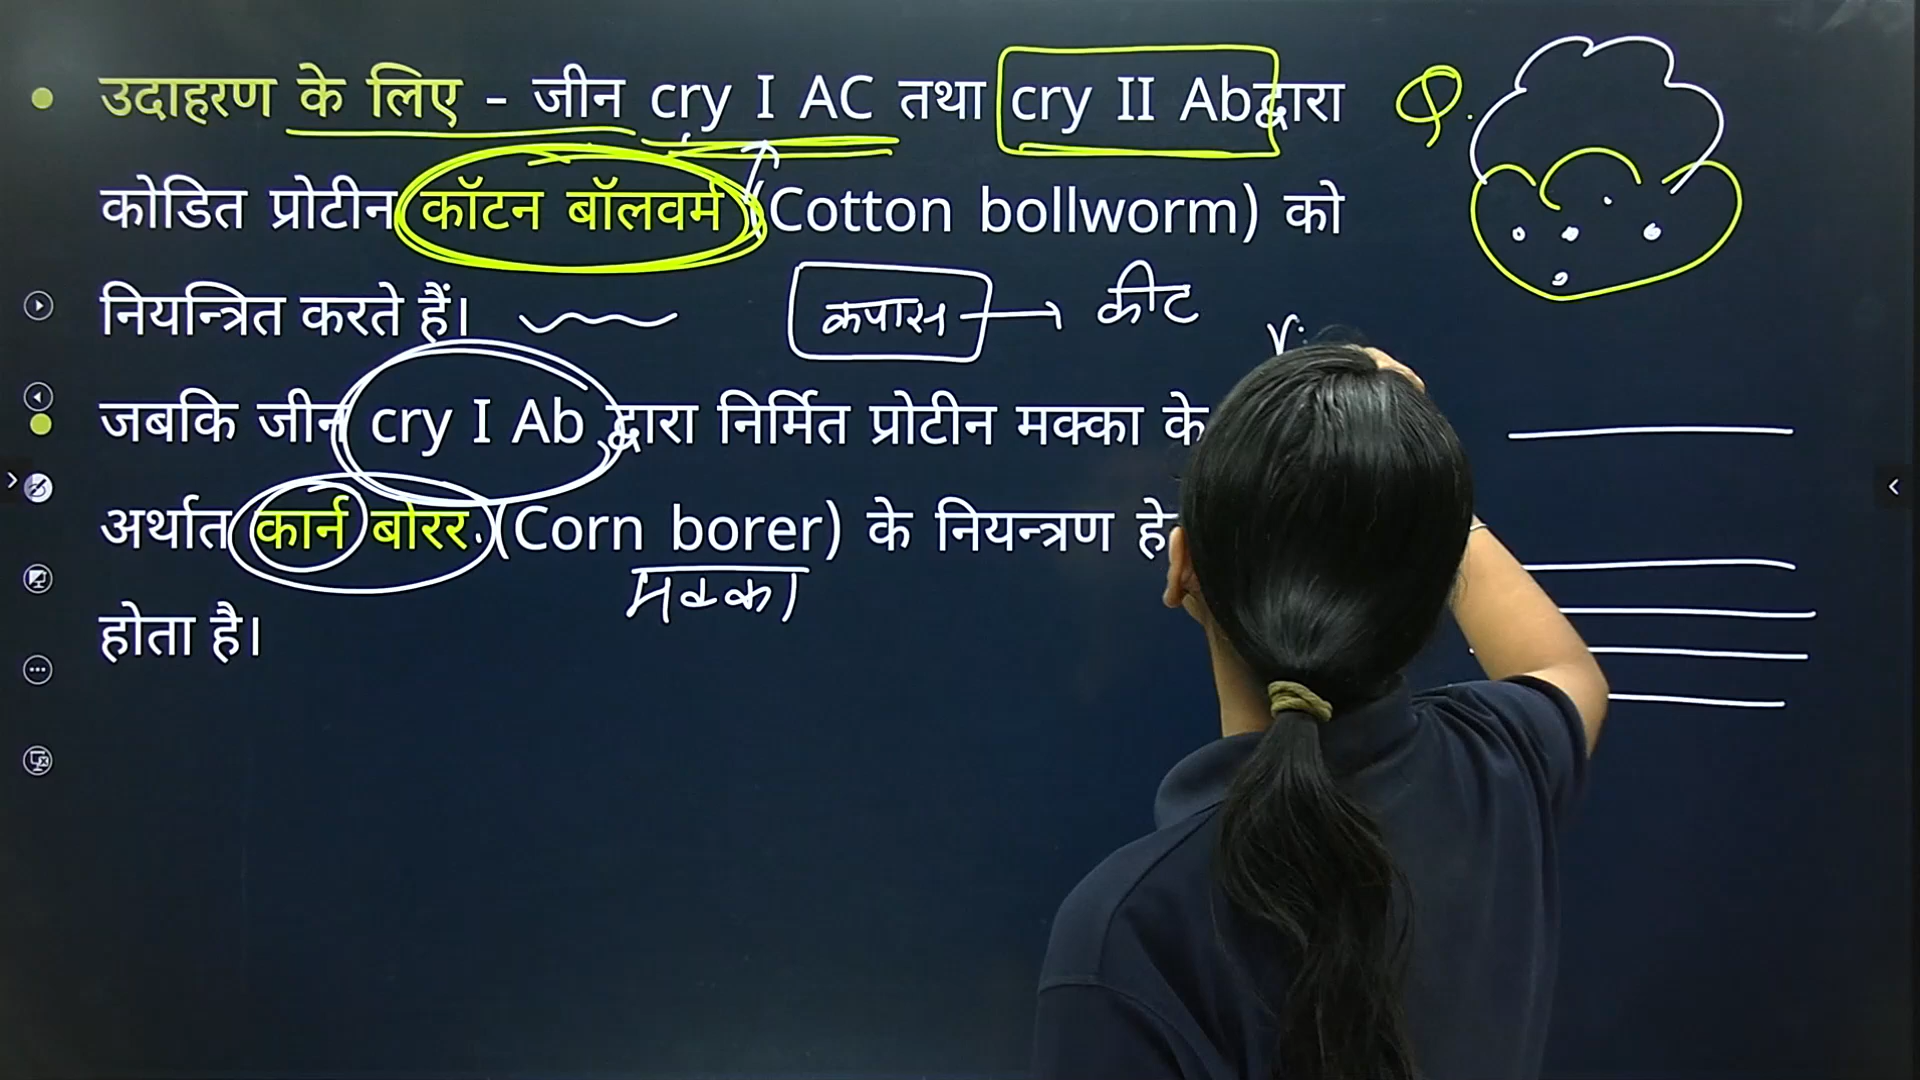 उदाहरण के लिए - जीन cry I AC तथा cry II Ab द्वारा
कोडित प्रोटीन कॉटन बॉलवर्म (Cotton bollworm) को
नियन्त्रित करते हैं।
कपास → कीट
जबकि जीन cry I Ab द्वारा निर्मित प्रोटीन मक्का के
अर्थात कार्न बोरर (Corn borer) के नियन्त्रण
मक्का
होता है।